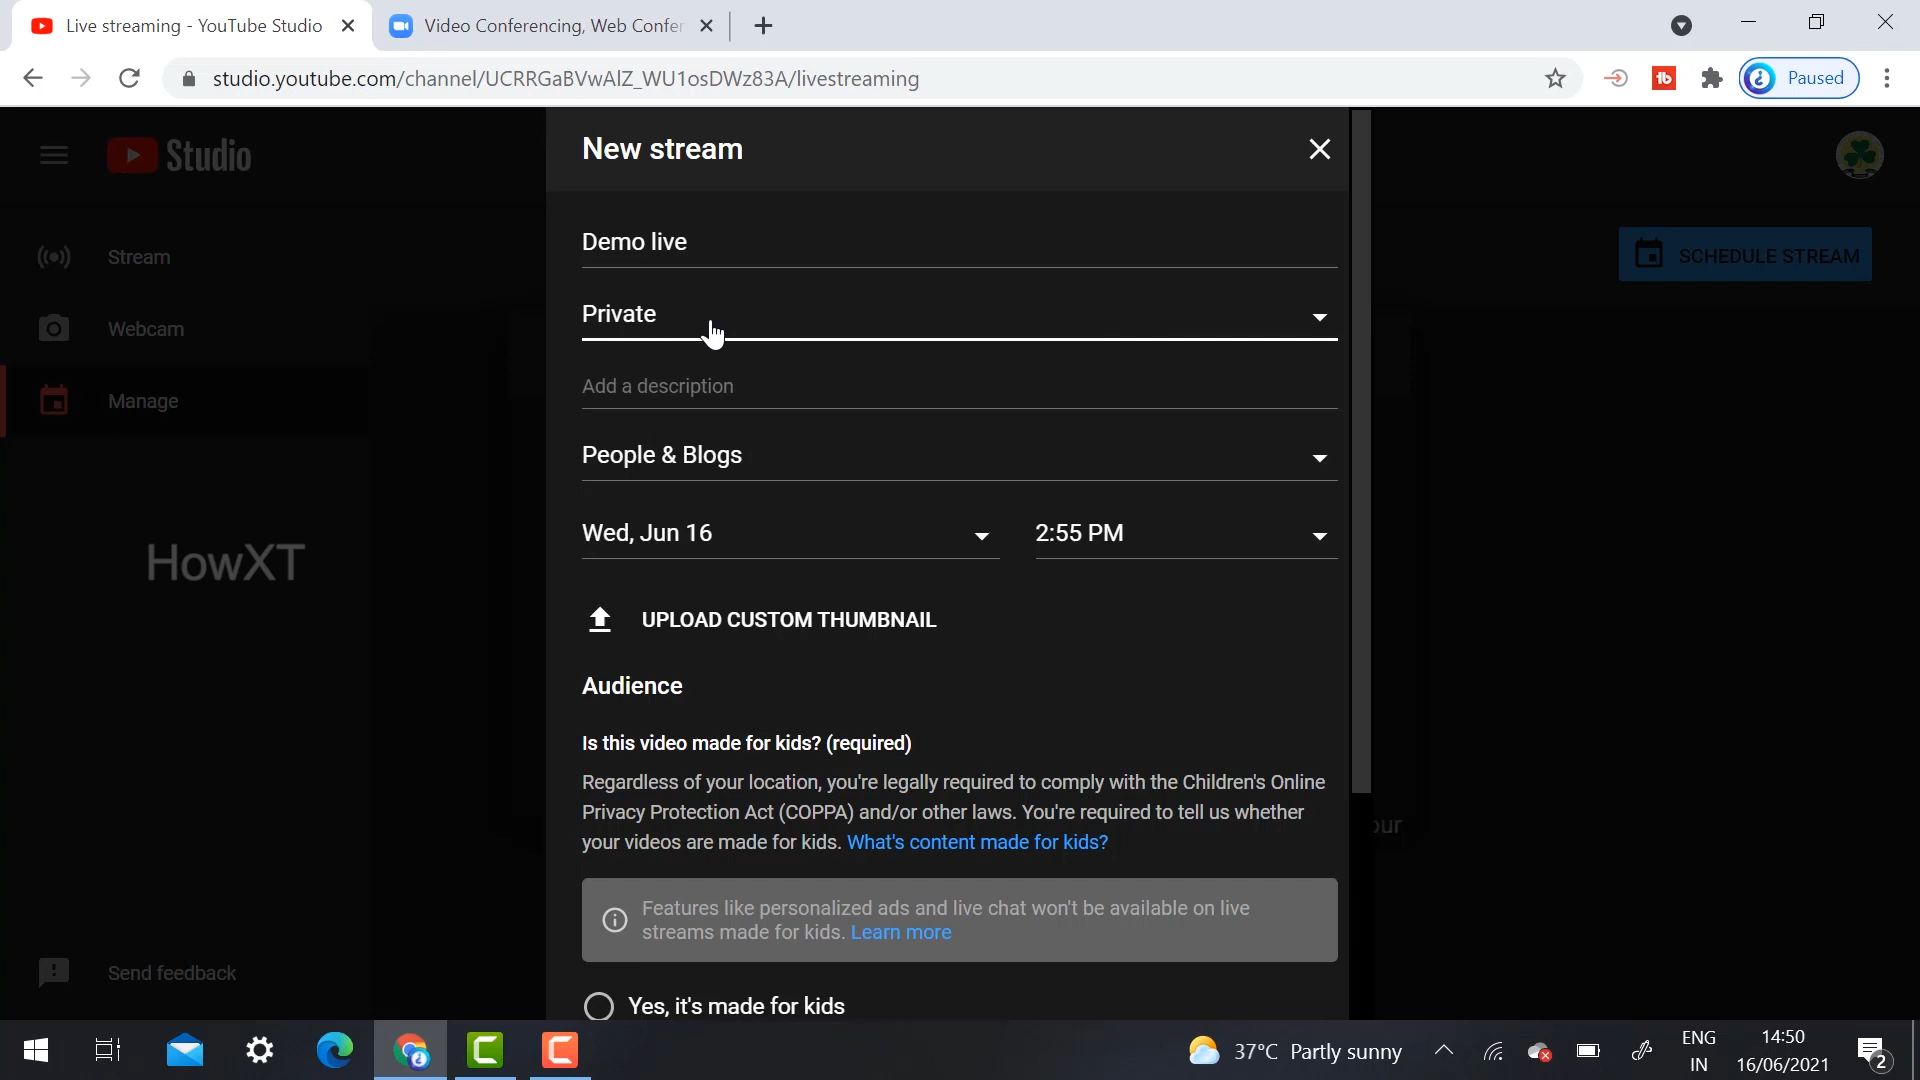 Live streaming - YouTube Studio
Video Conferencing, Web Confer
studio.youtube.com/channel/UCRRGaBVwAlZ_WU1osDWz83A/livestreaming
Paused
Studio
New stream
Stream
Webcam
Manage
HowXT
Send feedback
SCHEDULE STREAM
Demo live
Private
Add a description
People & Blogs
Wed, Jun 16
2:55 PM
UPLOAD CUSTOM THUMBNAIL
Audience
Is this video made for kids? (required)
Regardless of your location, you're legally required to comply with the Children's Online
Privacy Protection Act (COPPA) and/or other laws. You're required to tell us whether
your videos are made for kids. What's content made for kids?
our
Features like personalized ads and live chat won't be available on live
streams made for kids. Learn more
Yes, it's made for kids
37°C Partly sunny
ENG
IN
14:50
16/06/2021
2